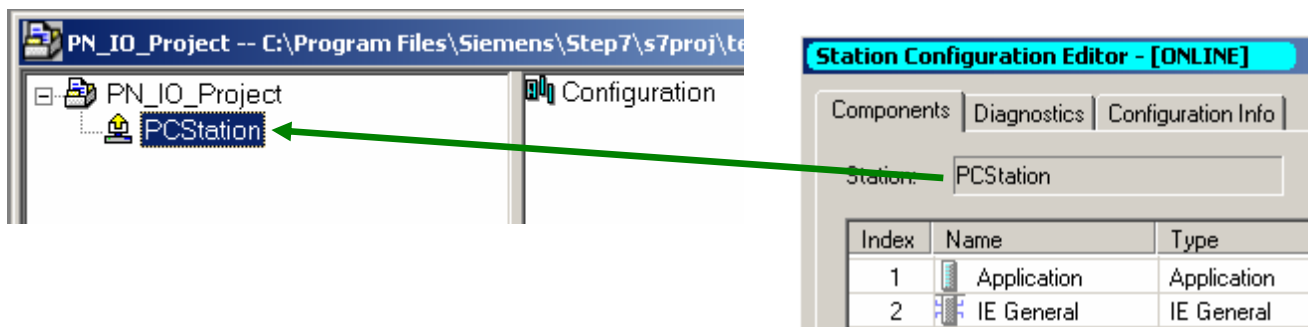 PN_IO_Project -- C:\Program Files\Siemens\Step7\s7proj\te
PN_IO_Project
PCStation
Configuration
Station Configuration Editor - [ONLINE]
Components Diagnostics Configuration Info
Station: PCStation
Index Name Type
1 Application Application
2 IE General IE General